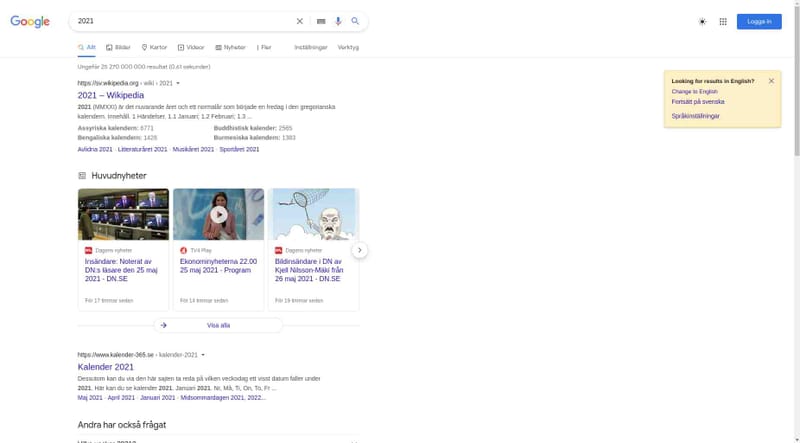 Google
2021
Logga in
Allt
Bilder
Kartor
Videor
Nyheter
Fler
Inställningar
Verktyg
Ungefär 25 270 000 000 resultat (0,61 sekunder)
https://sv.wikipedia.org › wiki › 2021
2021 – Wikipedia
2021 (MMXXI) är det nuvarande året och ett normalår som började en fredag i den gregorianska
kalendern. Innehåll. 1 Händelser. 1.1 Januari; 1.2 Februari; 1.3 ...
Assyriska kalendern: 6771
Buddhistisk kalender: 2565
Bengaliska kalendern: 1428
Burmesiska kalendern: 1383
Avlidna 2021 · Litteraturåret 2021 · Musikåret 2021 · Sportåret 2021
Looking for results in English?
Change to English
Fortsätt på svenska
Språkinställningar
Huvudnyheter
Dagens nyheter
Insändare: Noterat av
DN:s läsare den 25 maj
2021 - DN.SE
För 17 timmar sedan
TV4 Play
Ekonominyheterna 22.00
25 maj 2021 - Program
För 14 timmar sedan
Dagens nyheter
Bildinsändare i DN av
Kjell Nilsson-Mäki från
26 maj 2021 - DN.SE
För 19 timmar sedan
Visa alla
https://www.kalender-365.se › kalender-2021
Kalender 2021
Dessutom kan du via den här sajten ta reda på vilken veckodag ett visst datum faller under
2021. Här kan du se kalender 2021. Januari 2021. Nr, Må, Ti, On, To, Fr ...
Maj 2021 · April 2021 · Januari 2021 · Midsommardagen 2021, 2022...
Andra har också frågat